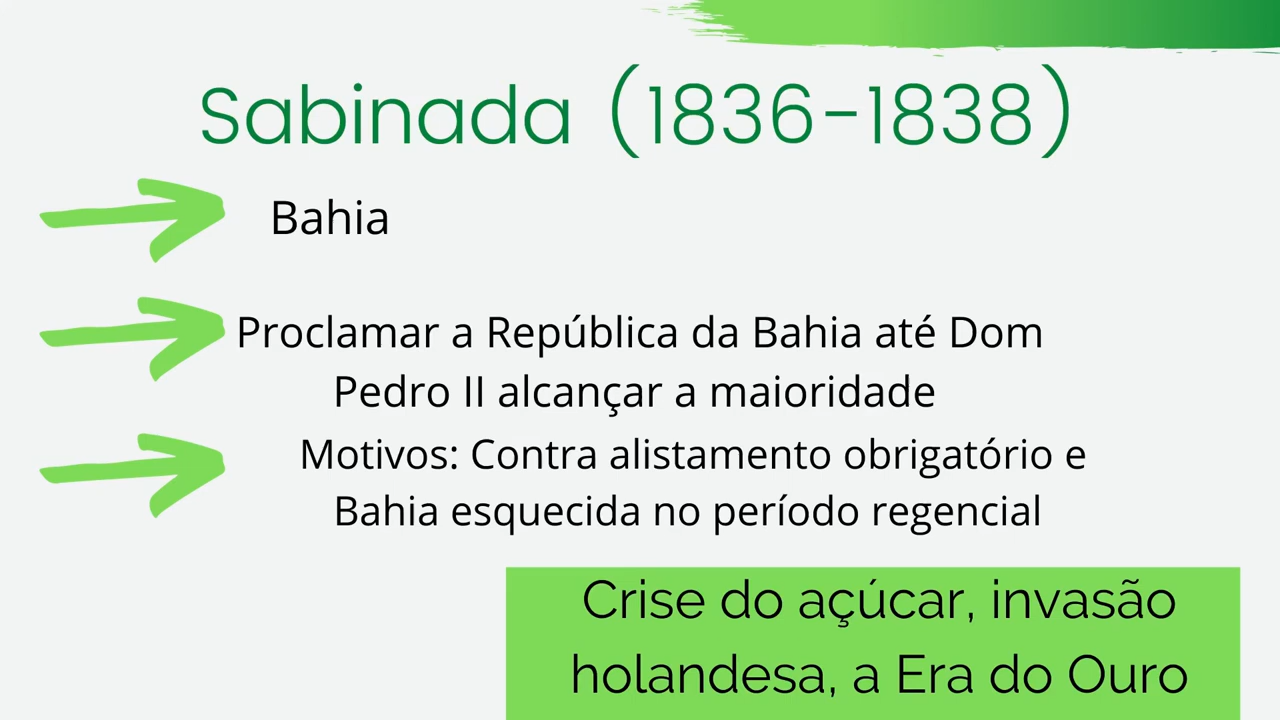 Sabinada (1836-1838)
Bahia
Proclamar a República da Bahia até Dom
Pedro II alcançar a maioridade
Motivos: Contra alistamento obrigatório e
Bahia esquecida no período regencial
Crise do açúcar, invasão
holandesa, a Era do Ouro